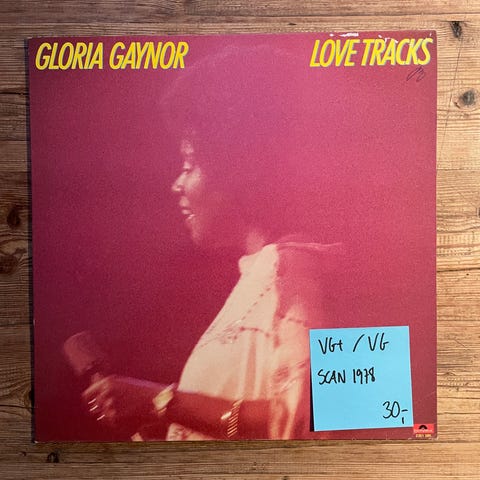 GLORIA GAYNOR LOVE TRACKS
VG+ / VG
SCAN 1978
30,-